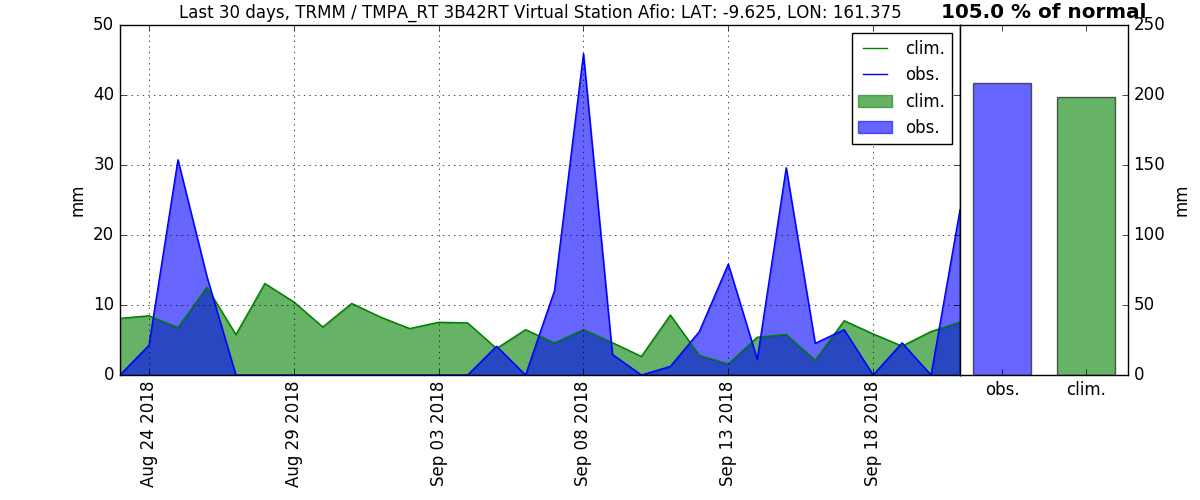 Last 30 days, TRMM / TMPA_RT 3B42RT Virtual Station Afio: LAT: -9.625, LON: 161.375
105.0 % of normal
50
40
30
20
10
0
mm
clim.
obs.
clim.
obs.
250
200
150
100
50
0
mm
obs.
clim.
Aug 24 2018
Aug 29 2018
Sep 03 2018
Sep 08 2018
Sep 13 2018
Sep 18 2018